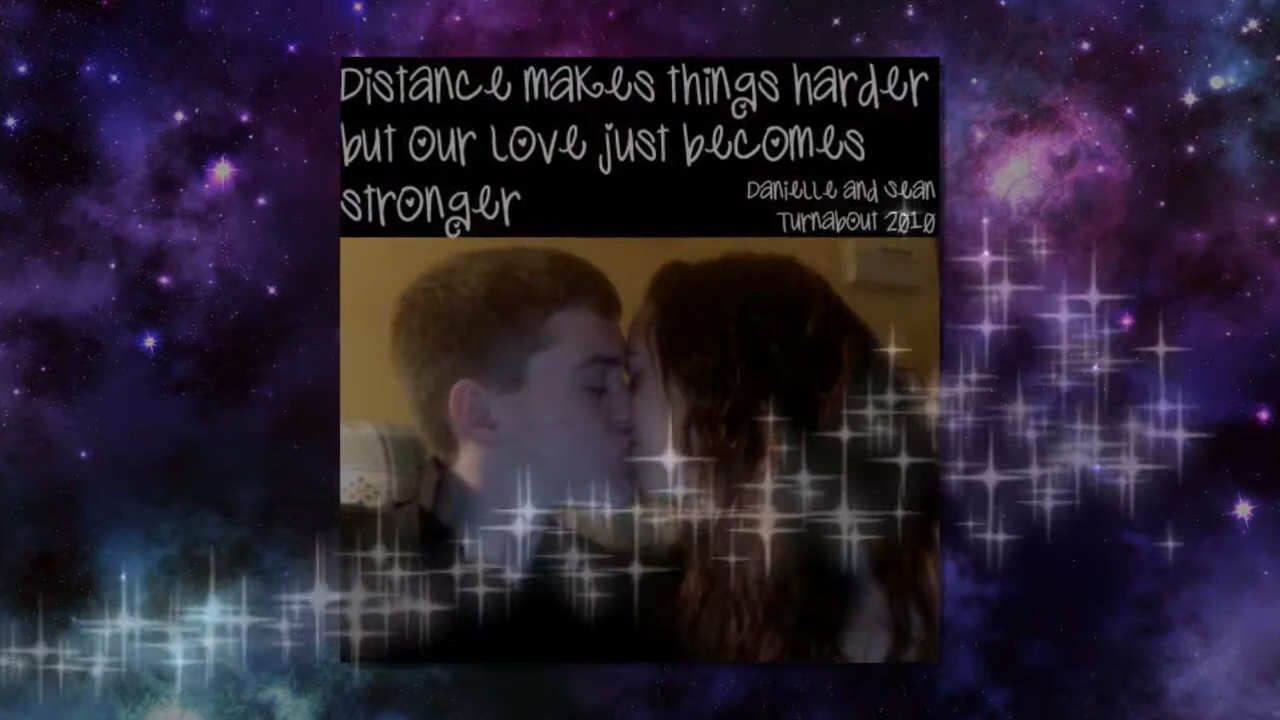 Distance makes things harder
but our love just becomes
stronger
Danielle and Sean
Turnabout 2010